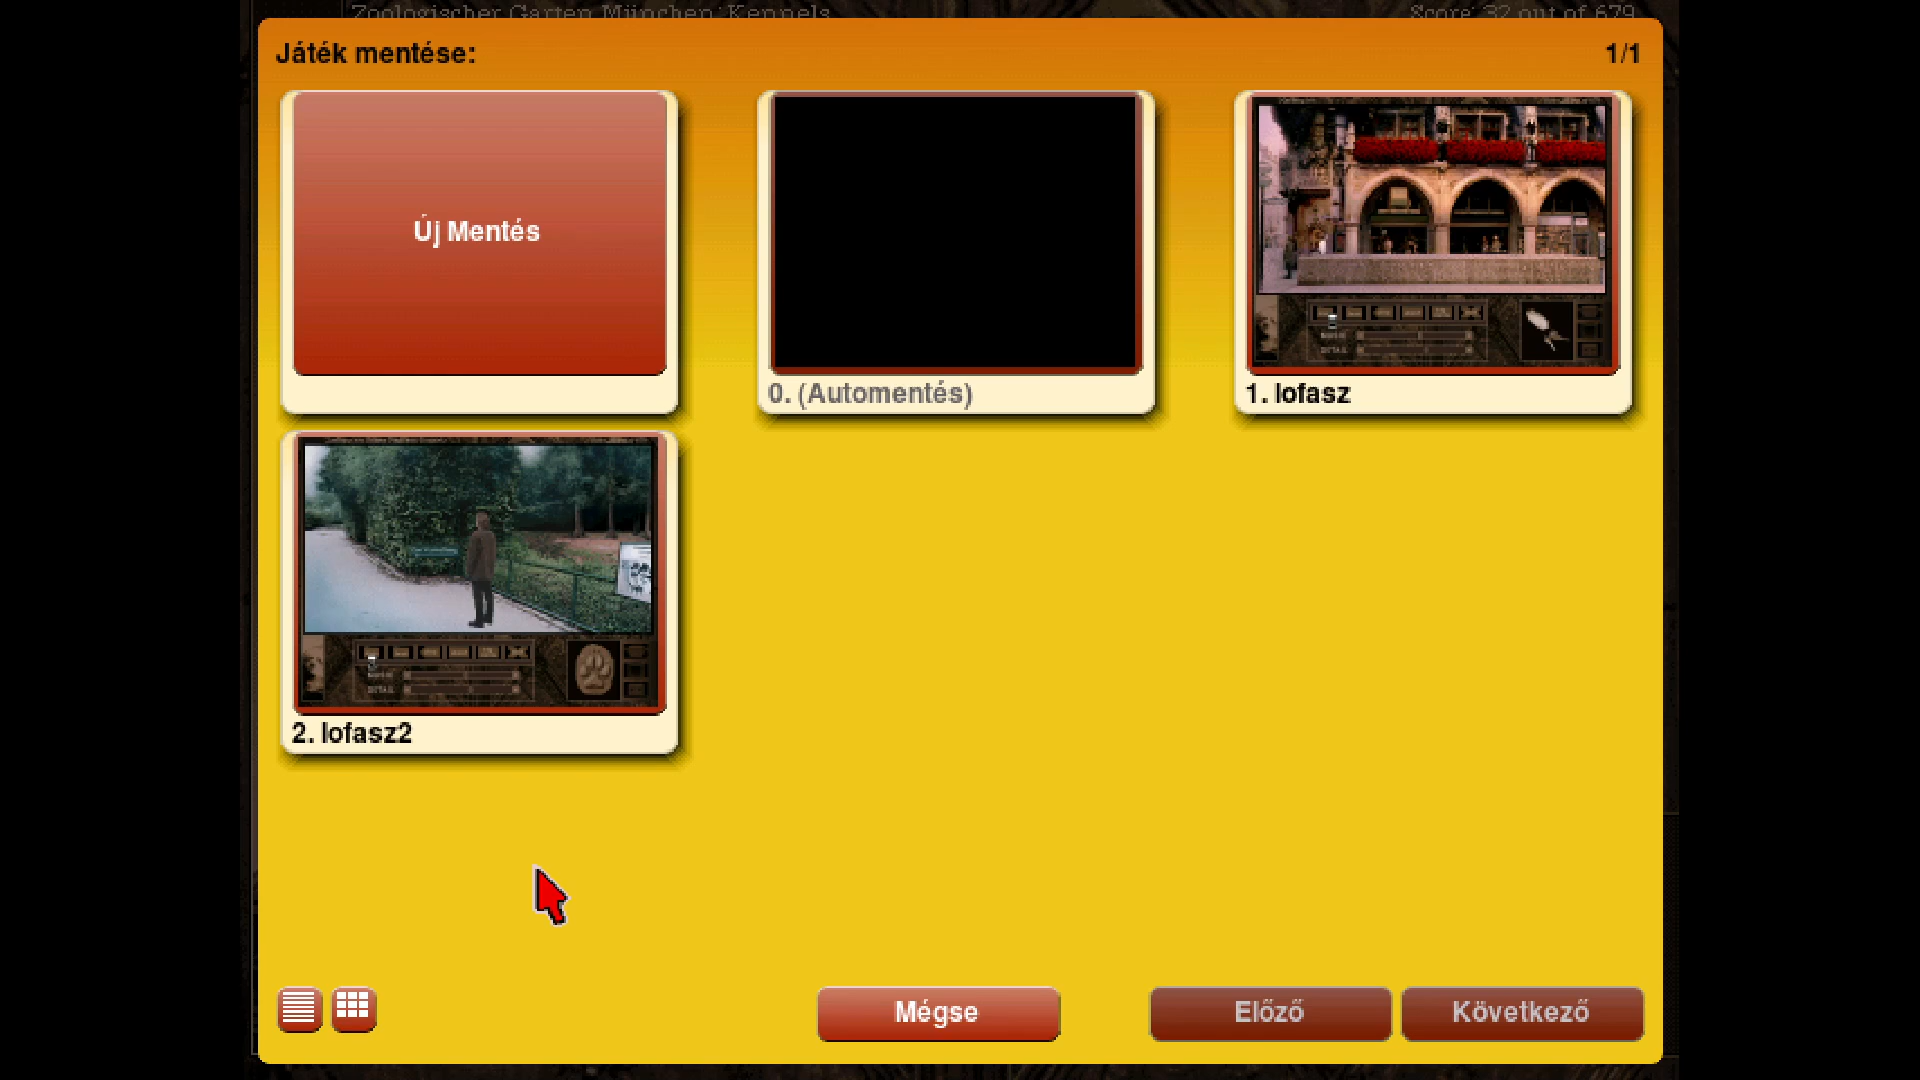 Zoologischer Garten München: Kennels
Score: 32 out of 679
Játék mentése:
1/1
Új Mentés
0. (Automentés)
1. lofasz
2. lofasz2
Mégse
Előző
Következő